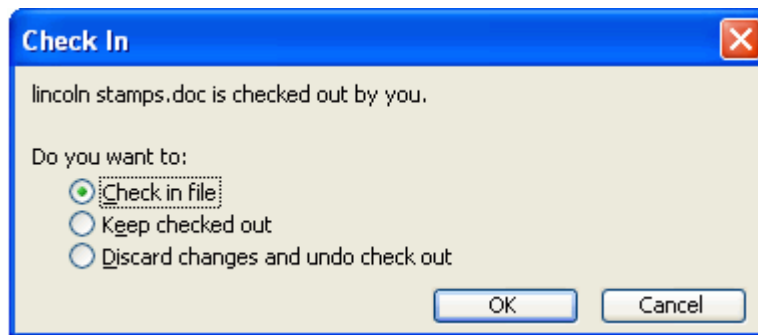 Check In
lincoln stamps.doc is checked out by you.
Do you want to:
Check in file
Keep checked out
Discard changes and undo check out
OK Cancel